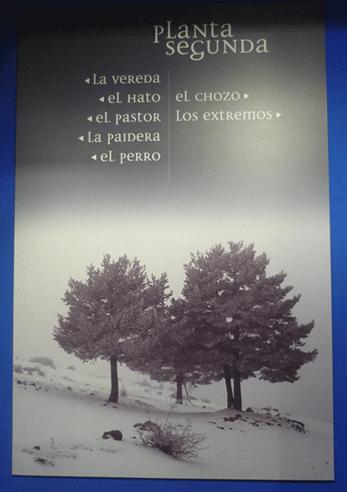 Planta
segunda
La vereda
el hato
el pastor
La paidera
el perro
el chozo
Los extremos